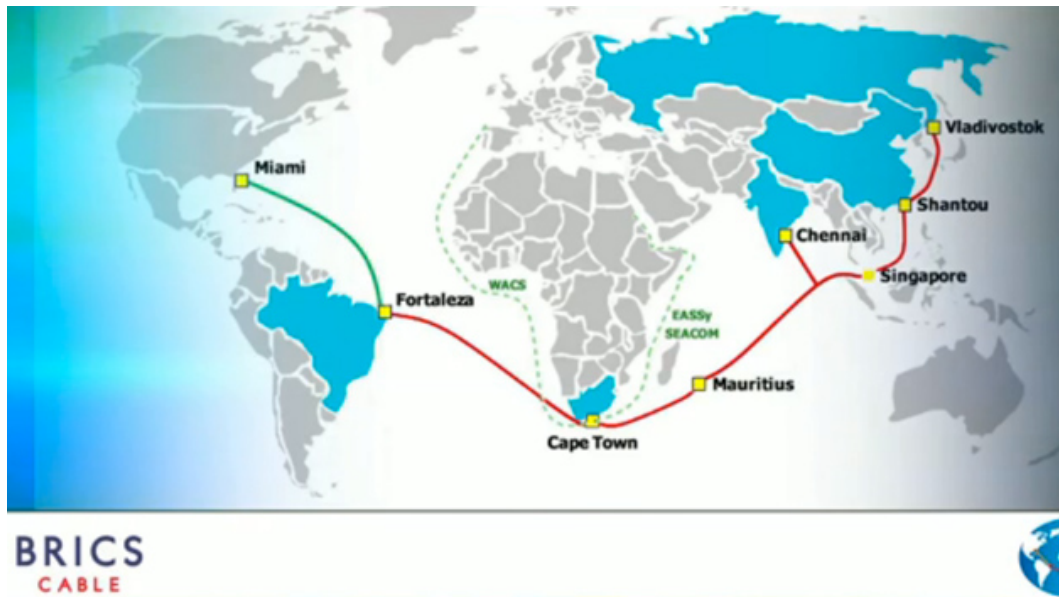 Miami
Vladivostok
Shantou
Chennai
Singapore
WACS
Fortaleza
EASSy
SEACOM
Mauritius
Cape Town
BRICS
CABLE